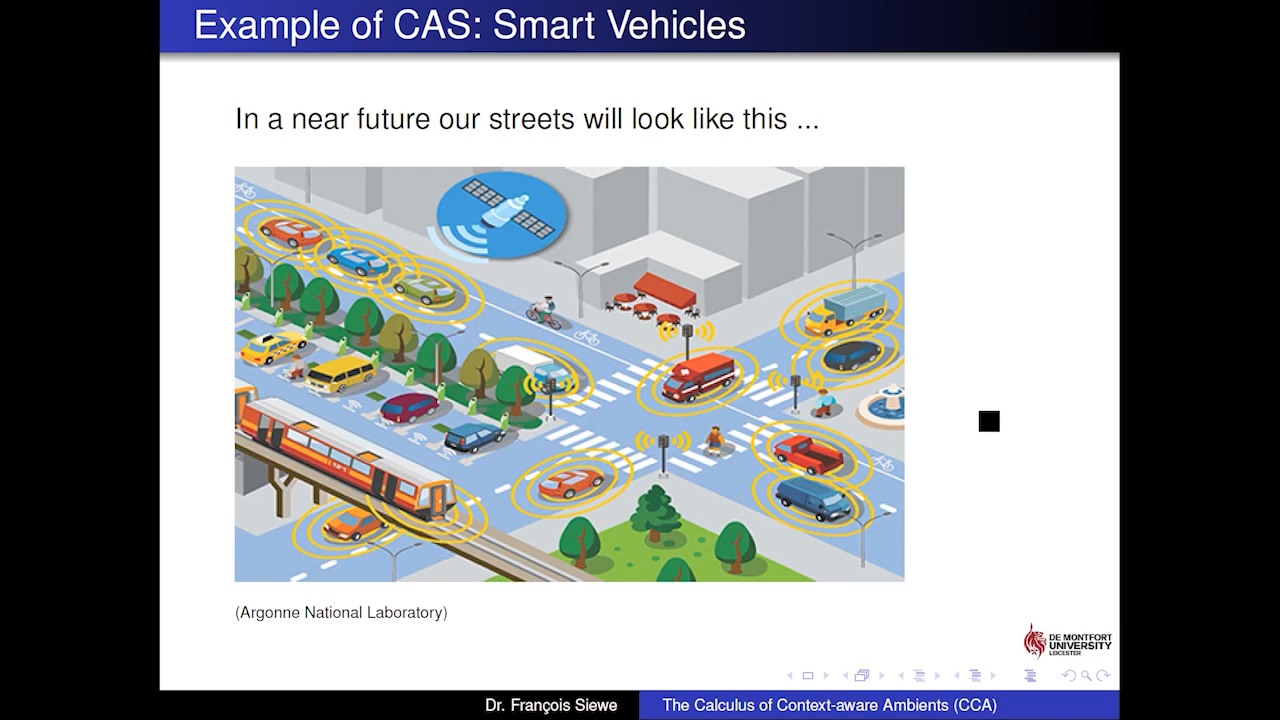 Example of CAS: Smart Vehicles
In a near future our streets will look like this ...
(Argonne National Laboratory)
DE MONTFORT
UNIVERSITY
LEICESTER
Dr. François Siewe
The Calculus of Context-aware Ambients (CCA)